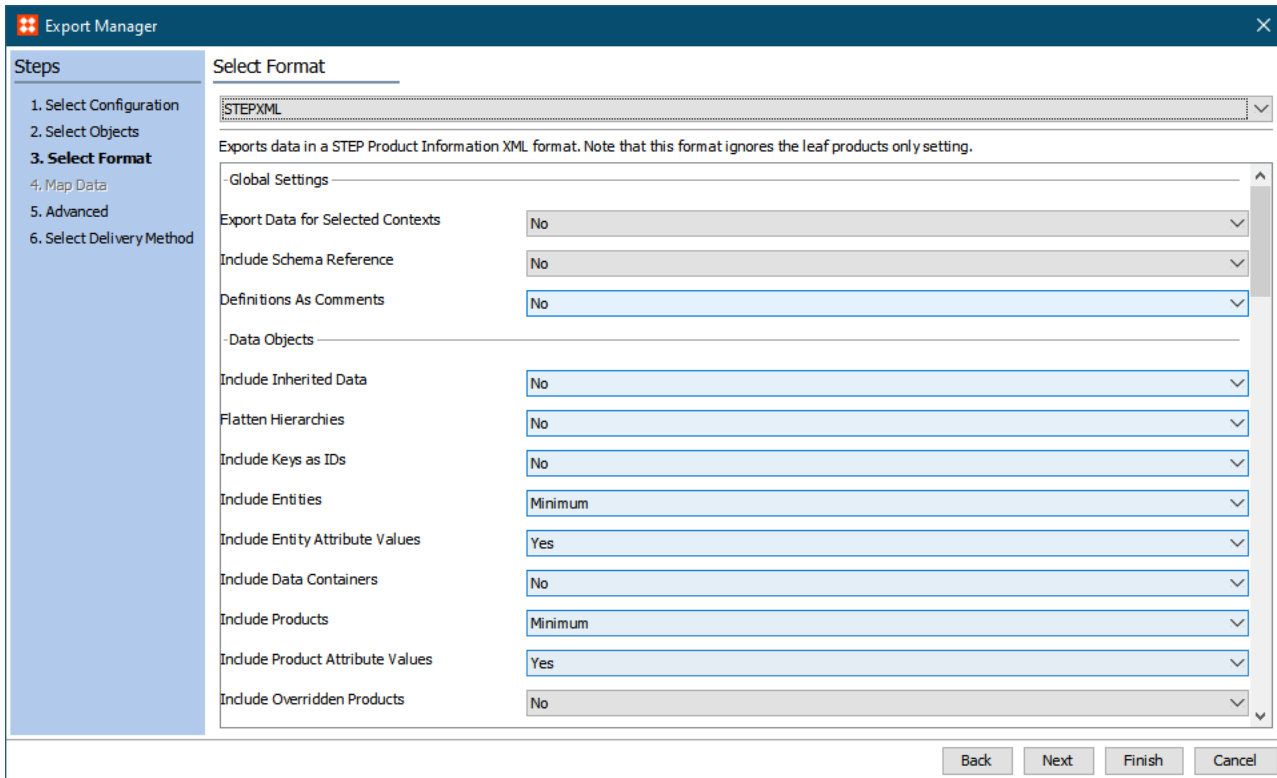 Export Manager
Steps
1. Select Configuration
2. Select Objects
3. Select Format
4. Map Data
5. Advanced
6. Select Delivery Method
Select Format
STEPXML
Exports data in a STEP Product Information XML format. Note that this format ignores the leaf products only setting.
Global Settings
Export Data for Selected Contexts No
Include Schema Reference No
Definitions As Comments No
Data Objects
Include Inherited Data No
Flatten Hierarchies No
Include Keys as IDs No
Include Entities Minimum
Include Entity Attribute Values Yes
Include Data Containers No
Include Products Minimum
Include Product Attribute Values Yes
Include Overridden Products No
Back Next Finish Cancel